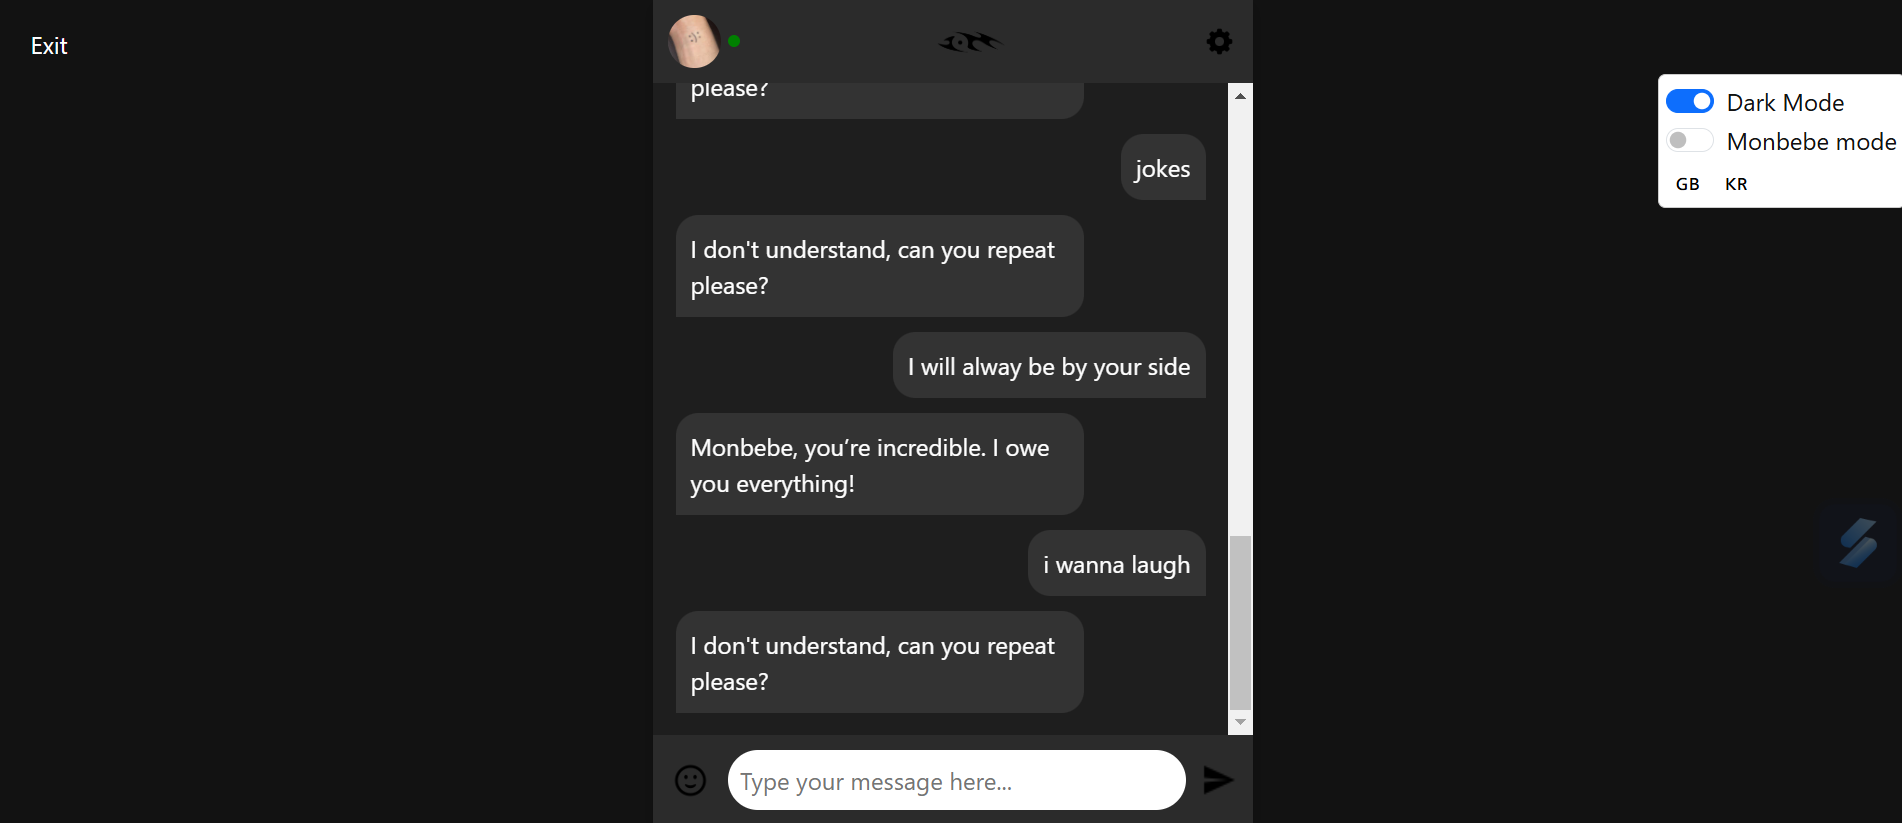 Exit
please?
jokes
I don't understand, can you repeat
please?
I will alway be by your side
Monbebe, you’re incredible. I owe
you everything!
i wanna laugh
I don't understand, can you repeat
please?
Type your message here...
Dark Mode
Monbebe mode
GB KR